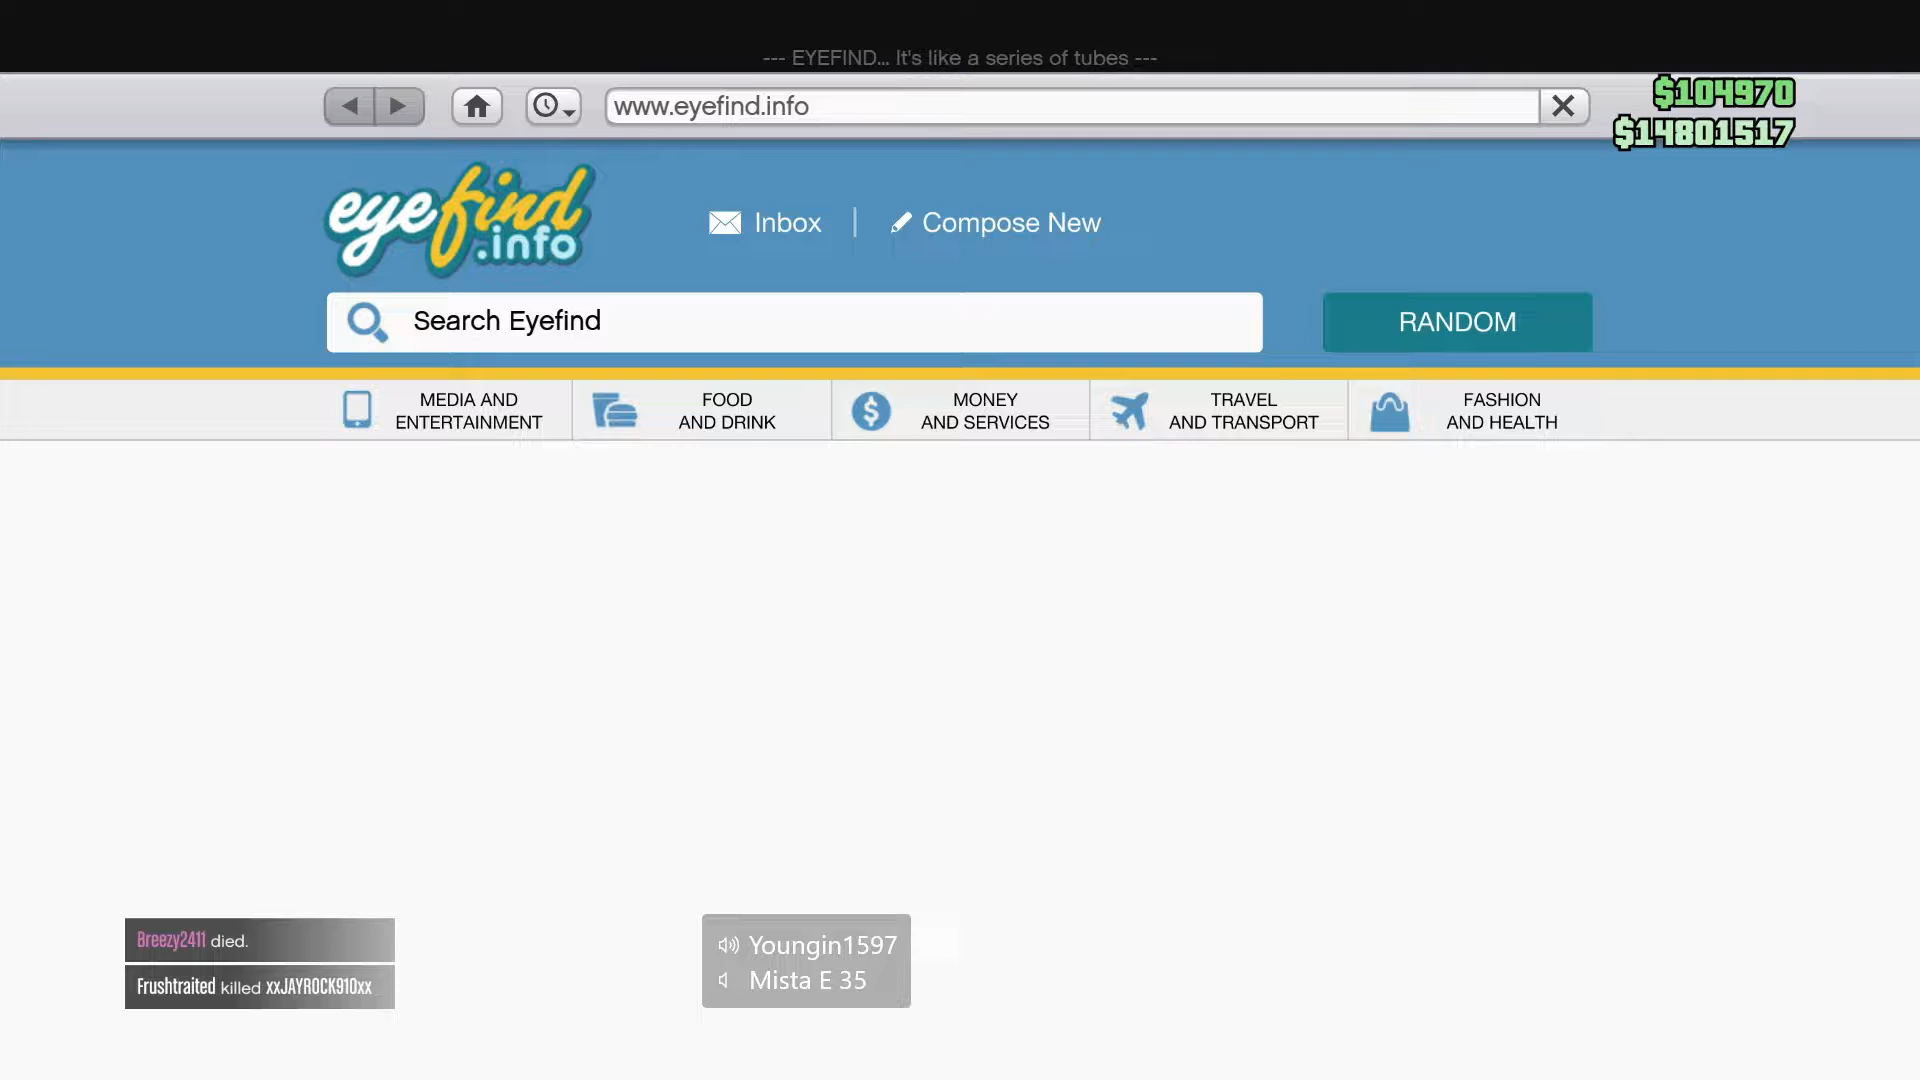 --- EYEFIND... It's like a series of tubes ---
www.eyefind.info
$104970
$14801517
eyefind
.info
Inbox
Compose New
Search Eyefind
RANDOM
MEDIA AND
ENTERTAINMENT
FOOD
AND DRINK
MONEY
AND SERVICES
TRAVEL
AND TRANSPORT
FASHION
AND HEALTH
Breezy2411 died.
Frushtraited killed xxJAYROCK910xx
Youngin1597
Mista E 35